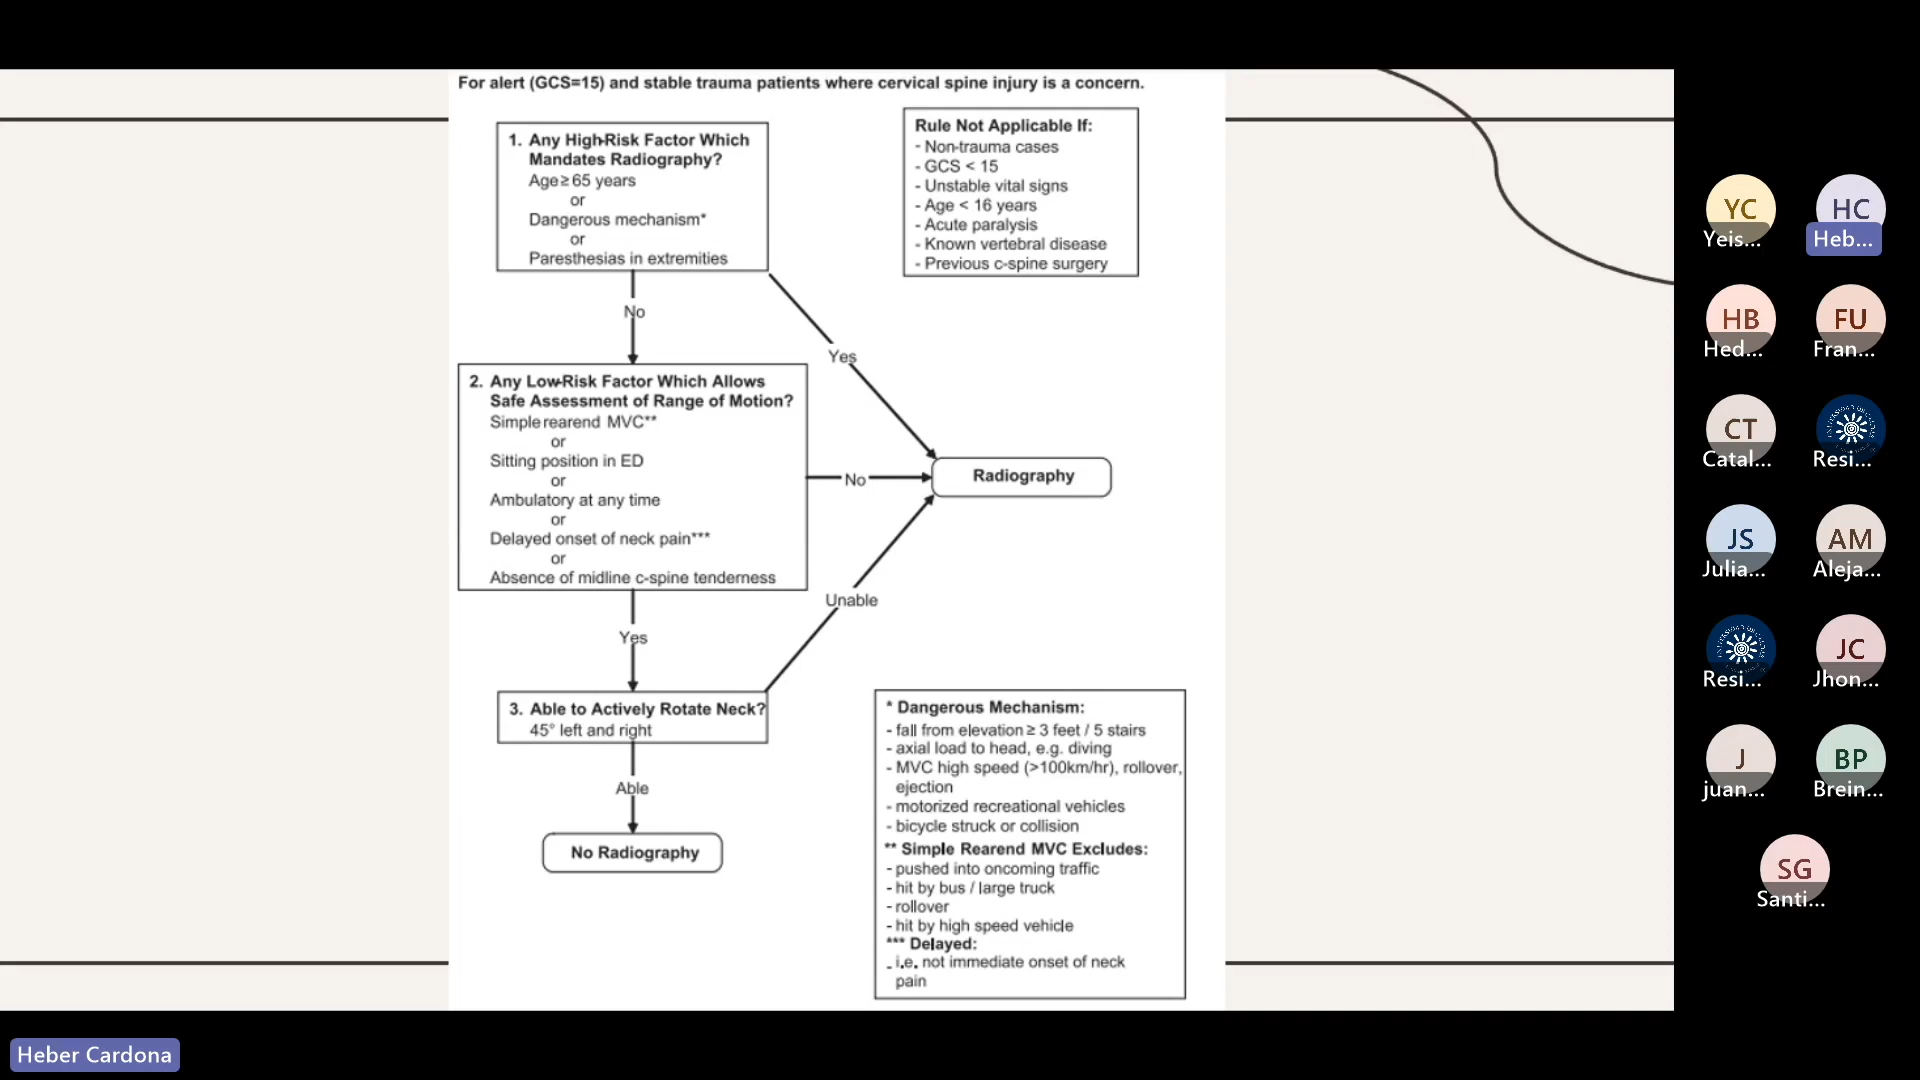 For alert (GCS=15) and stable trauma patients where cervical spine injury is a concern.
1. Any High-Risk Factor Which
Mandates Radiography?
Age ≥ 65 years
or
Dangerous mechanism*
or
Paresthesias in extremities
Rule Not Applicable If:
- Non-trauma cases
- GCS < 15
- Unstable vital signs
- Age < 16 years
- Acute paralysis
- Known vertebral disease
- Previous c-spine surgery
No
Yes
2. Any Low-Risk Factor Which Allows
Safe Assessment of Range of Motion?
Simple rearend MVC**
or
Sitting position in ED
or
Ambulatory at any time
or
Delayed onset of neck pain***
or
Absence of midline c-spine tenderness
No
Radiography
Unable
Yes
3. Able to Actively Rotate Neck?
45° left and right
Able
No Radiography
* Dangerous Mechanism:
- fall from elevation ≥ 3 feet / 5 stairs
- axial load to head, e.g. diving
- MVC high speed (>100km/hr), rollover,
ejection
- motorized recreational vehicles
- bicycle struck or collision
** Simple Rearend MVC Excludes:
- pushed into oncoming traffic
- hit by bus / large truck
- rollover
- hit by high speed vehicle
*** Delayed:
- i.e. not immediate onset of neck
pain
YC
Yeis...
HC
Heb...
HB
Hed...
FU
Fran...
CT
Catal...
Resi...
JS
Julia...
AM
Aleja...
Resi...
JC
Jhon...
J
juan...
BP
Brein...
SG
Santi...
Heber Cardona